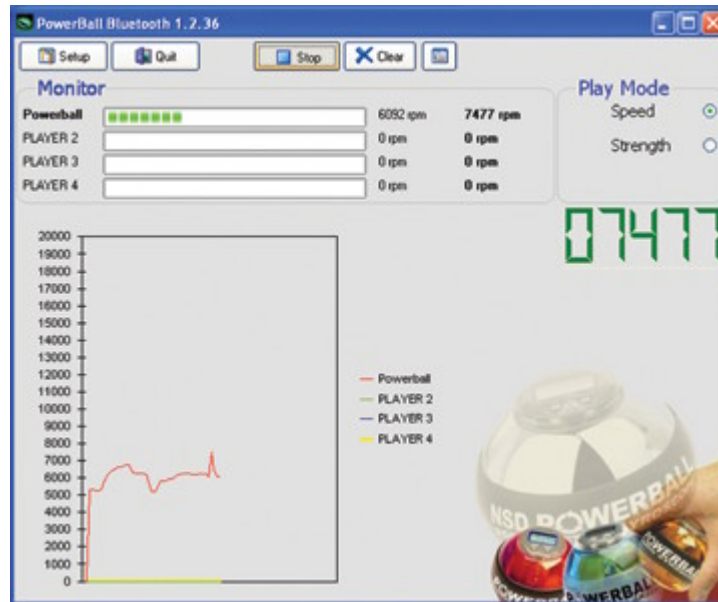 PowerBall Bluetooth 1.2.36
Setup Quit Stop Clear
Monitor
Powerball 6092 rpm 7477 rpm
PLAYER 2 0 rpm 0 rpm
PLAYER 3 0 rpm 0 rpm
PLAYER 4 0 rpm 0 rpm
Play Mode
Speed
Strength
07477
20000
19000
18000
17000
16000
15000
14000
13000
12000
11000
10000
9000
8000
7000
6000
5000
4000
3000
2000
1000
0
Powerball
PLAYER 2
PLAYER 3
PLAYER 4
NSD POWERBALL
POWERBALL
POWERBA